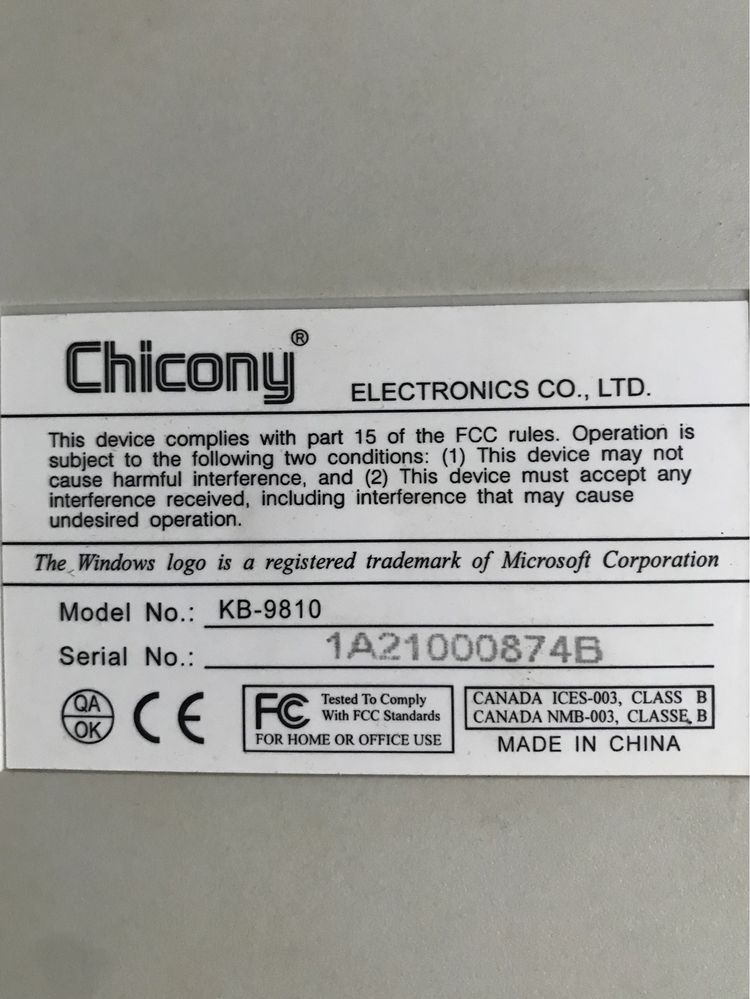 Chicony®
ELECTRONICS CO., LTD.
This device complies with part 15 of the FCC rules. Operation is
subject to the following two conditions: (1) This device may not
cause harmful interference, and (2) This device must accept any
interference received, including interference that may cause
undesired operation.
The Windows logo is a registered trademark of Microsoft Corporation
Model No.: KB-9810
Serial No.: 1A21000874B
QA
OK
CE
FC
Tested To Comply
With FCC Standards
FOR HOME OR OFFICE USE
CANADA ICES-003, CLASS B
CANADA NMB-003, CLASSE B
MADE IN CHINA